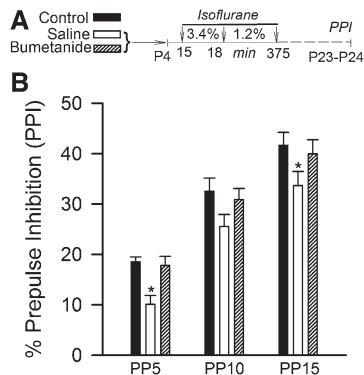 A Control Isoflurane
Saline 3.4% 1.2% PPI
Bumetanide P4 15 18 min 375 P23-P24
B
% Prepulse Inhibition (PPI)
50
40
30
20
10
0
*
*
PP5 PP10 PP15